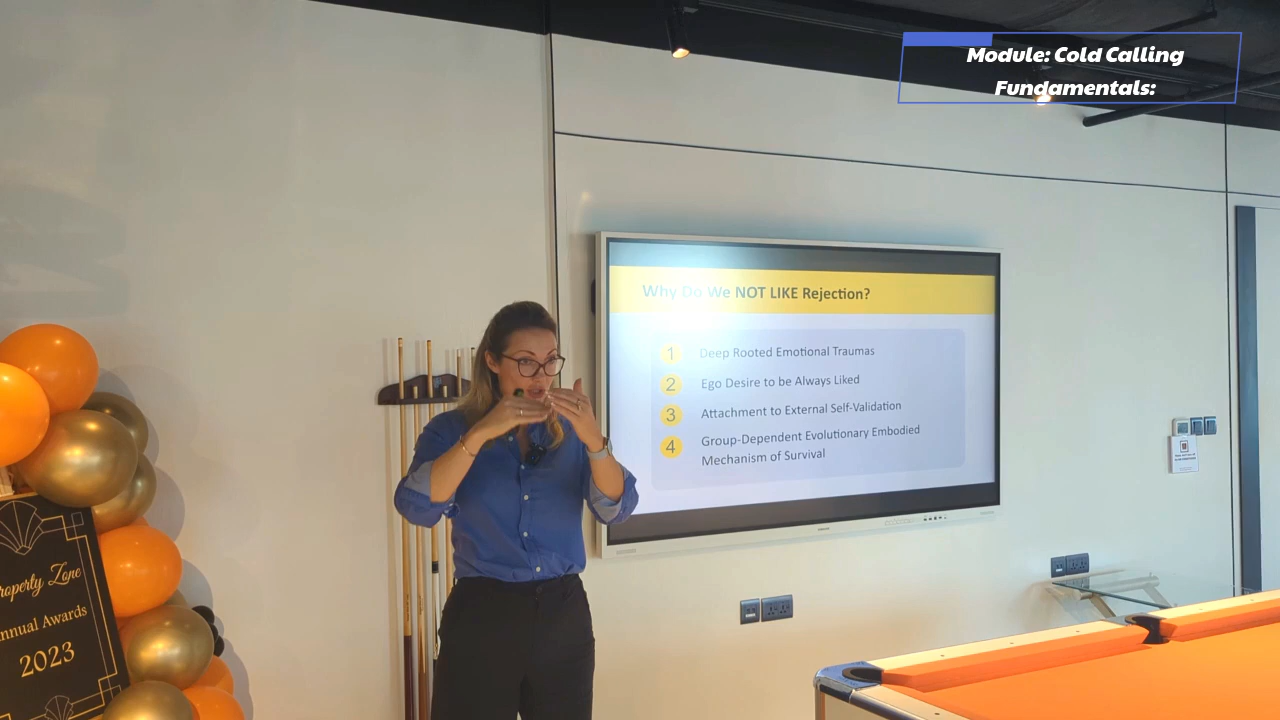 Module: Cold Calling
Fundamentals:
Why Do We NOT LIKE Rejection?
1 Deep Rooted Emotional Traumas
2 Ego Desire to be Always Liked
3 Attachment to External Self-Validation
4 Group-Dependent Evolutionary Embodied
Mechanism of Survival
roperty Zone
nnual Awards
2023